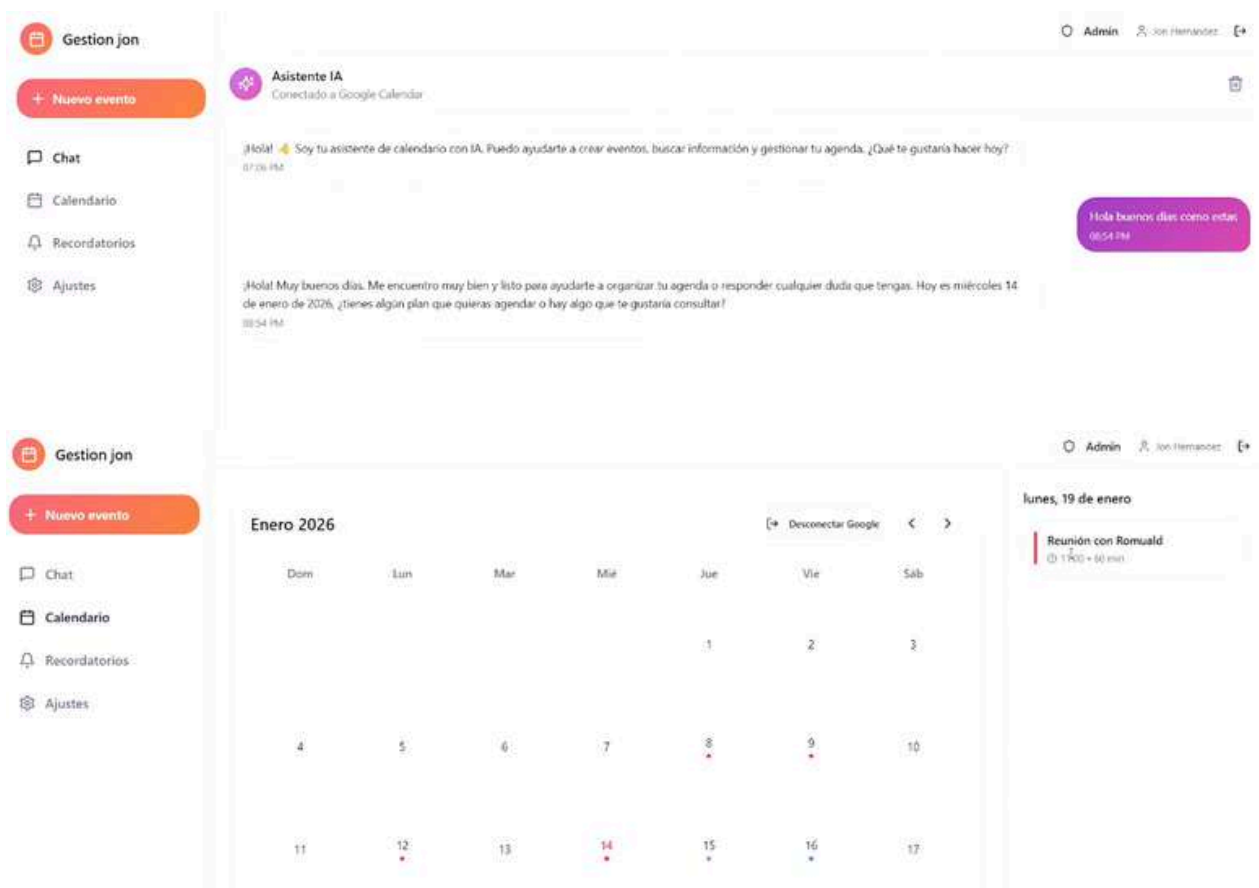 Gestion jon
Admin Jon Hernandez
+ Nuevo evento
Asistente IA
Conectado a Google Calendar
Chat
Calendario
Recordatorios
Ajustes
¡Hola! 👋 Soy tu asistente de calendario con IA. Puedo ayudarte a crear eventos, buscar información y gestionar tu agenda. ¿Qué te gustaría hacer hoy?
07:06 PM
Hola buenos dias como estas
08:54 PM
¡Hola! Muy buenos días. Me encuentro muy bien y listo para ayudarte a organizar tu agenda o responder cualquier duda que tengas. Hoy es miércoles 14
de enero de 2026, ¿tienes algún plan que quieras agendar o hay algo que te gustaría consultar?
08:54 PM
Gestion jon
Admin Jon Hernandez
+ Nuevo evento
Chat
Calendario
Recordatorios
Ajustes
Enero 2026
Desconectar Google
Dom Lun Mar Mié Jue Vie Sáb
1 2 3
4 5 6 7 8 9 10
11 12 13 14 15 16 17
lunes, 19 de enero
Reunión con Romuald
• 60 min